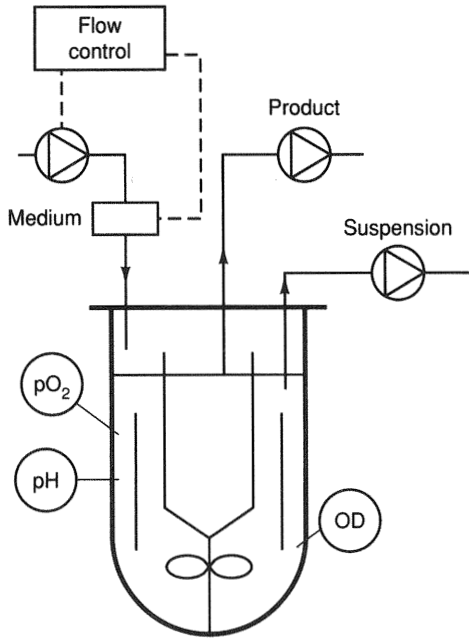 Flow
control
Product
Medium
Suspension
pO₂
pH
OD